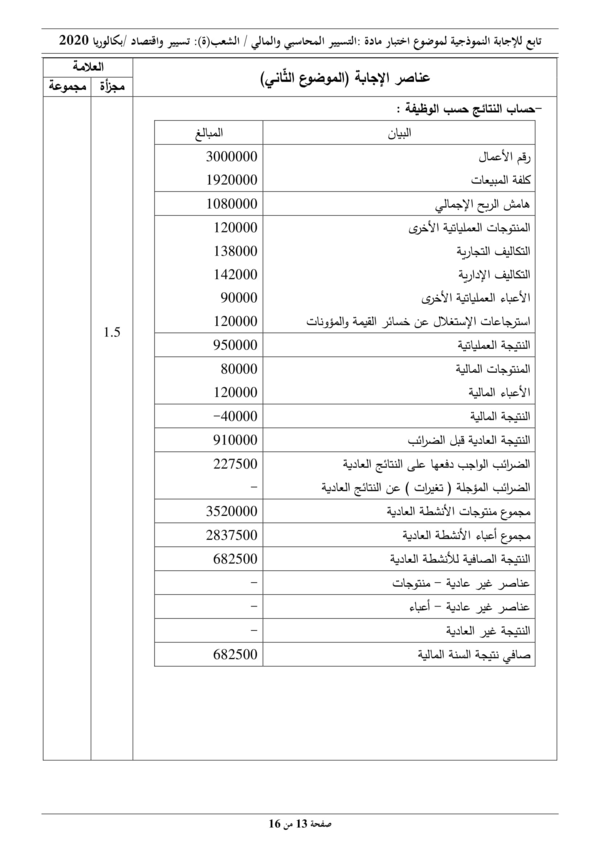 تابع للإجابة النموذجية لموضوع اختبار مادة :التسيير المحاسبي والمالي / الشعب(ة): تسيير واقتصاد /بكالوريا 2020
عناصر الإجابة (الموضوع الثّاني)
العلامة
مجزأة مجموعة
-حساب النتائج حسب الوظيفة :
البيان المبالغ
رقم الأعمال 3000000
كلفة المبيعات 1920000
هامش الربح الإجمالي 1080000
المنتوجات العملياتية الأخرى 120000
التكاليف التجارية 138000
التكاليف الإدارية 142000
الأعباء العملياتية الأخرى 90000
استرجاعات الإستغلال عن خسائر القيمة والمؤونات 120000
1.5
النتيجة العملياتية 950000
المنتوجات المالية 80000
الأعباء المالية 120000
النتيجة المالية 40000-
النتيجة العادية قبل الضرائب 910000
الضرائب الواجب دفعها على النتائج العادية 227500
الضرائب المؤجلة ( تغيرات ) عن النتائج العادية -
مجموع منتوجات الأنشطة العادية 3520000
مجموع أعباء الأنشطة العادية 2837500
النتيجة الصافية للأنشطة العادية 682500
عناصر غير عادية – منتوجات -
عناصر غير عادية – أعباء -
النتيجة غير العادية -
صافي نتيجة السنة المالية 682500
صفحة 13 من 16